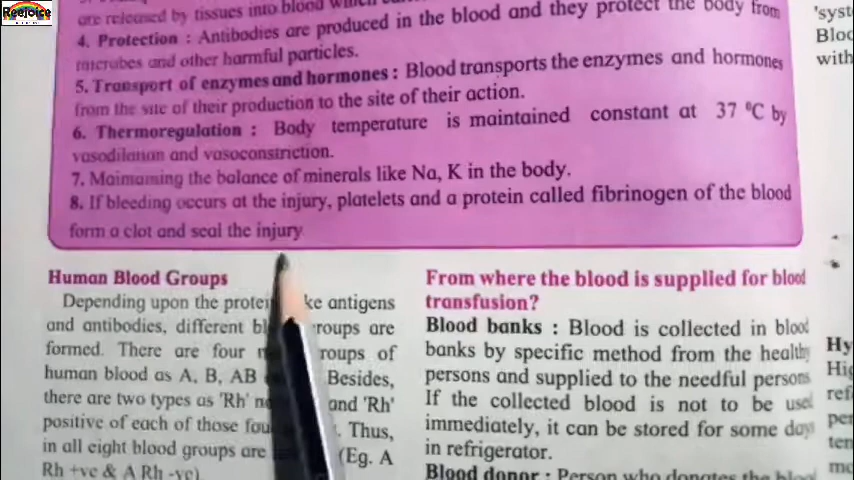 Reejoice
are released by tissues into blood
4. Protection : Antibodies are produced in the blood and they protect the body from
microbes and other harmful particles.
5. Transport of enzymes and hormones : Blood transports the enzymes and hormones
from the site of their production to the site of their action.
6. Thermoregulation : Body temperature is maintained constant at 37 ⁰C by
vasodilation and vasoconstriction.
7. Maintaining the balance of minerals like Na, K in the body.
8. If bleeding occurs at the injury, platelets and a protein called fibrinogen of the blood
form a clot and seal the injury.
Human Blood Groups
Depending upon the protein ke antigens
and antibodies, different bl roups are
formed. There are four roups of
human blood as A, B, AB Besides,
there are two types as 'Rh' ne and 'Rh'
positive of each of those fou Thus,
in all eight blood groups are (Eg. A
Rh +ve & A Rh -ve)
From where the blood is supplied for blood
transfusion?
Blood banks : Blood is collected in blood
banks by specific method from the healthy
persons and supplied to the needful persons
If the collected blood is not to be used
immediately, it can be stored for some days
in refrigerator.
Blood donor : Person who donates the blood
'syst
Bloo
with
Hy
Hig
ref
per
ten
mo